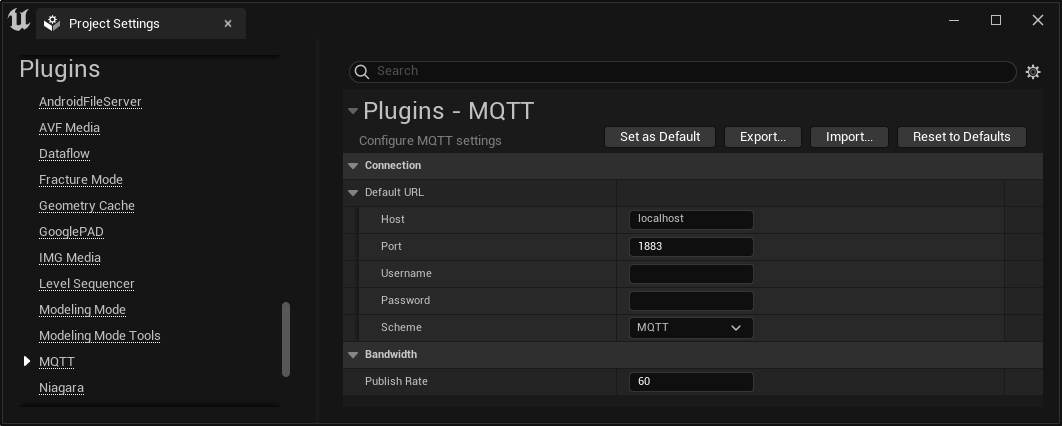 Project Settings
Plugins
AndroidFileServer
AVF Media
Dataflow
Fracture Mode
Geometry Cache
GooglePAD
IMG Media
Level Sequencer
Modeling Mode
Modeling Mode Tools
MQTT
Niagara
Search
Plugins - MQTT
Configure MQTT settings
Set as Default
Export...
Import...
Reset to Defaults
Connection
Default URL
Host localhost
Port 1883
Username
Password
Scheme MQTT
Bandwidth
Publish Rate 60